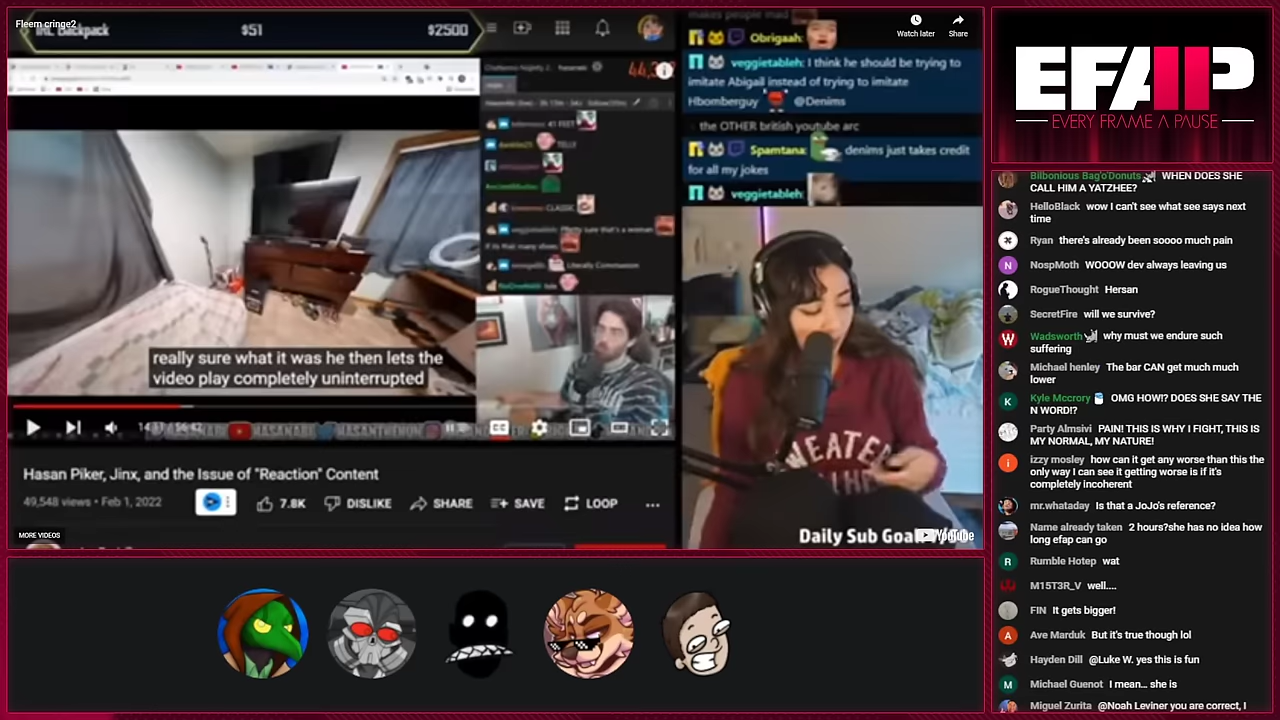 Fleem cringe2
Backpack
$51
$2500
Watch later
Share
makes people mad
Obrigaah:
veggietableh: I think he should be trying to
imitate Abigail instead of trying to imitate
Hbomberguy @Denims
the OTHER british youtube arc
Spamtana: , denims just takes credit
for all my jokes
veggietableh:
really sure what it was he then lets the
video play completely uninterrupted
Hasan Piker, Jinx, and the Issue of "Reaction" Content
49,548 views • Feb 1, 2022
7.8K
DISLIKE
SHARE
SAVE
LOOP
MORE VIDEOS
SWEATER
Daily Sub Goal
YouTube
EFAP
EVERY FRAME A PAUSE
Bilbonious Bag'o'Donuts WHEN DOES SHE
CALL HIM A YATZHEE?
HelloBlack wow I can't see what see says next
time
Ryan there's already been soooo much pain
NospMoth WOOOW dev always leaving us
RogueThought Hersan
SecretFire will we survive?
Wadsworth why must we endure such
suffering
Michael henley The bar CAN get much much
lower
Kyle Mccrory OMG HOW!? DOES SHE SAY THE
N WORD!?
Party Almsivi PAIN! THIS IS WHY I FIGHT, THIS IS
MY NORMAL, MY NATURE!
izzy mosley how can it get any worse than this the
only way I can see it getting worse is if it's
completely incoherent
mr.whataday Is that a JoJo's reference?
Name already taken 2 hours?she has no idea how
long efap can go
Rumble Hotep wat
M15T3R_V well....
FIN It gets bigger!
Ave Marduk But it's true though lol
Hayden Dill @Luke W. yes this is fun
Michael Guenot I mean... she is
Miguel Zurita @Noah Leviner you are correct, I